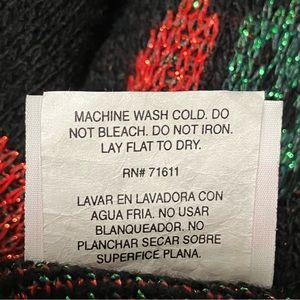 MACHINE WASH COLD. DO
NOT BLEACH. DO NOT IRON.
LAY FLAT TO DRY.
RN# 71611
LAVAR EN LAVADORA CON
AGUA FRIA. NO USAR
BLANQUEADOR. NO
PLANCHAR SECAR SOBRE
SUPERFICE PLANA.